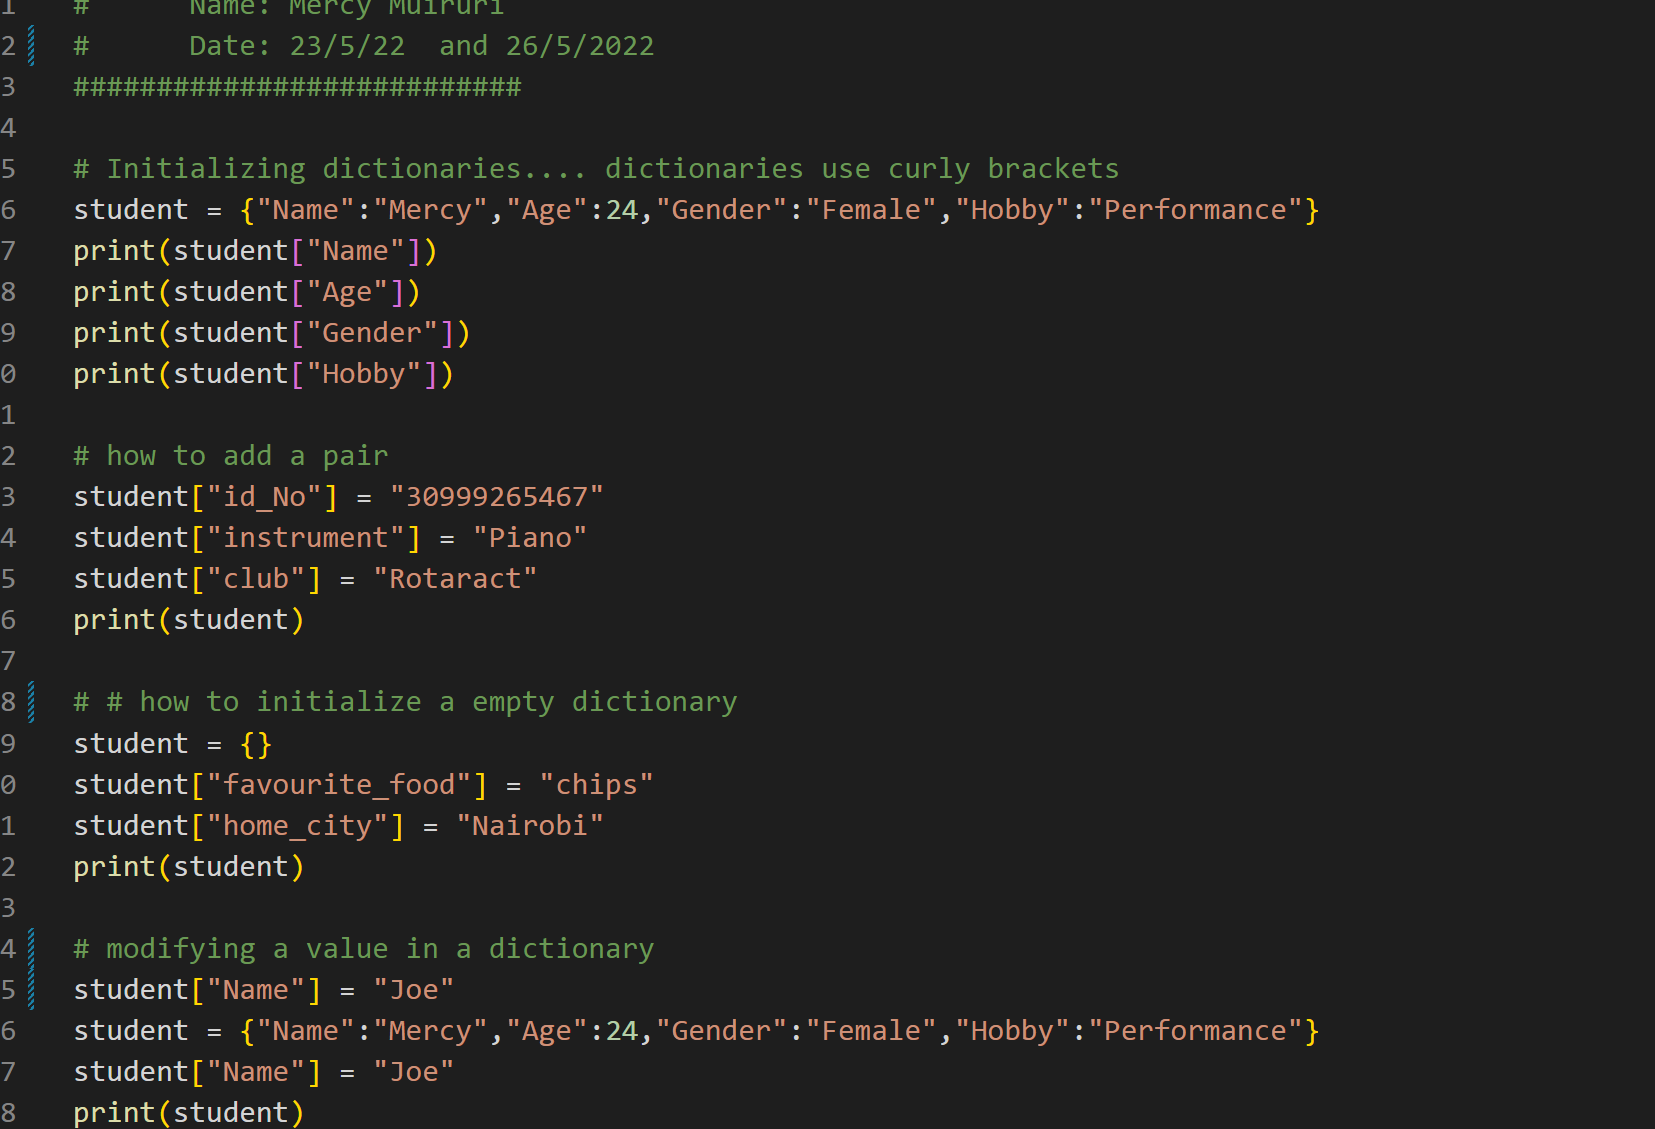 1 # Name: Mercy Muiruri
2 # Date: 23/5/22  and 26/5/2022
3 ###########################
4
5 # Initializing dictionaries.... dictionaries use curly brackets
6 student = {"Name":"Mercy","Age":24,"Gender":"Female","Hobby":"Performance"}
7 print(student["Name"])
8 print(student["Age"])
9 print(student["Gender"])
0 print(student["Hobby"])
1
2 # how to add a pair
3 student["id_No"] = "30999265467"
4 student["instrument"] = "Piano"
5 student["club"] = "Rotaract"
6 print(student)
7
8 # # how to initialize a empty dictionary
9 student = {}
0 student["favourite_food"] = "chips"
1 student["home_city"] = "Nairobi"
2 print(student)
3
4 # modifying a value in a dictionary
5 student["Name"] = "Joe"
6 student = {"Name":"Mercy","Age":24,"Gender":"Female","Hobby":"Performance"}
7 student["Name"] = "Joe"
8 print(student)